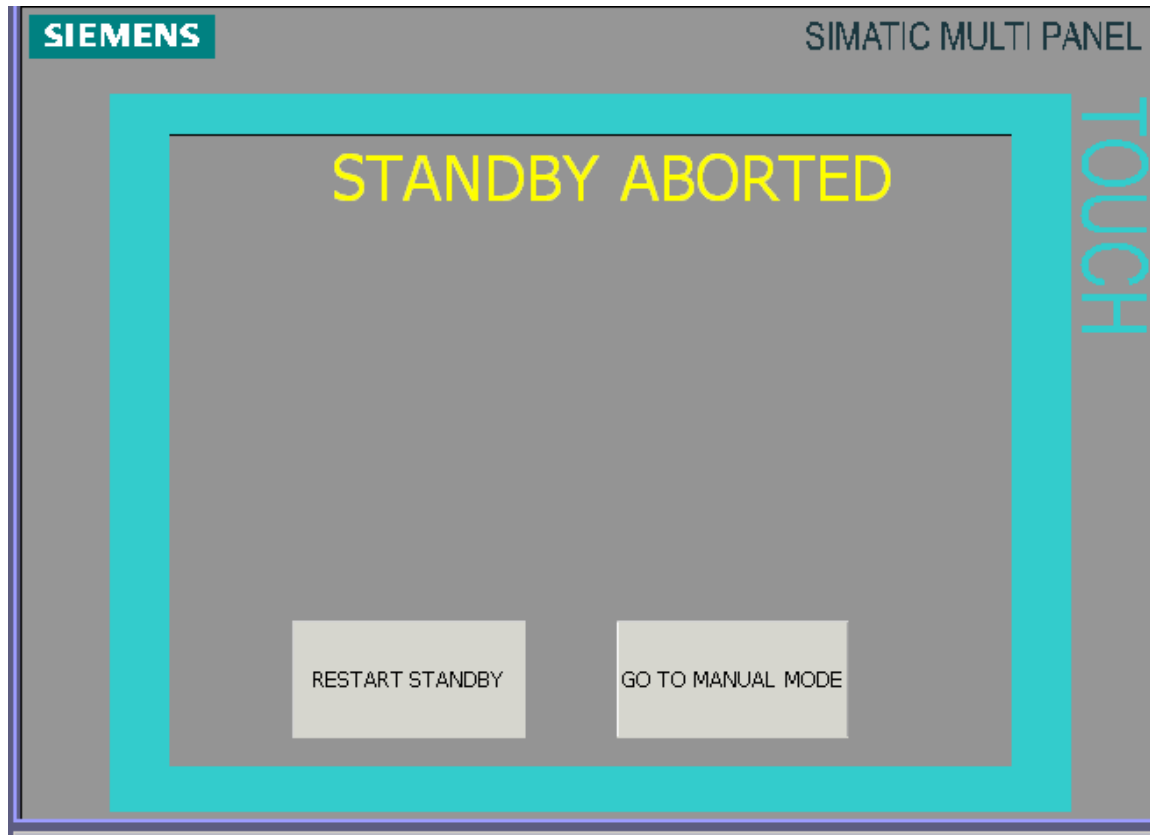 SIEMENS
SIMATIC MULTI PANEL
TOUCH
STANDBY ABORTED
RESTART STANDBY
GO TO MANUAL MODE